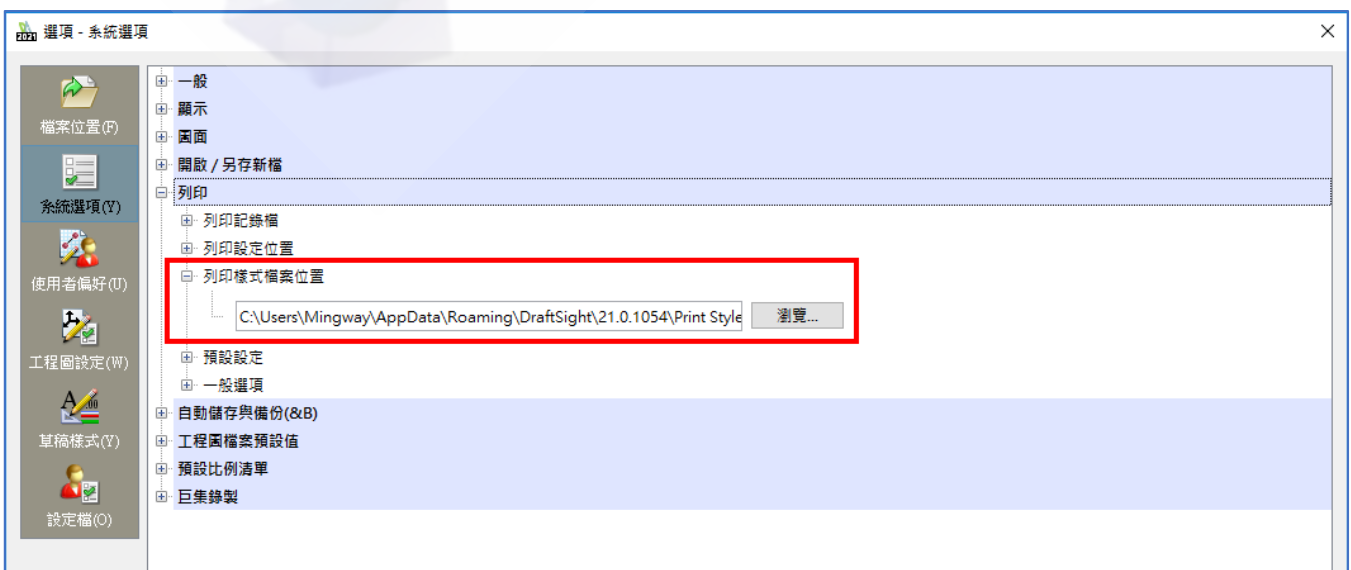 2021 選項 - 系統選項
檔案位置(F)
系統選項(Y)
使用者偏好(U)
工程圖設定(W)
草稿樣式(Y)
設定檔(O)
一般
顯示
畫面
開啟 / 另存新檔
列印
列印記錄檔
列印設定位置
列印樣式檔案位置
C:\Users\Mingway\AppData\Roaming\DraftSight\21.0.1054\Print Style
瀏覽...
預設設定
一般選項
自動儲存與備份(&B)
工程圖檔案預設值
預設比例清單
巨集錄製